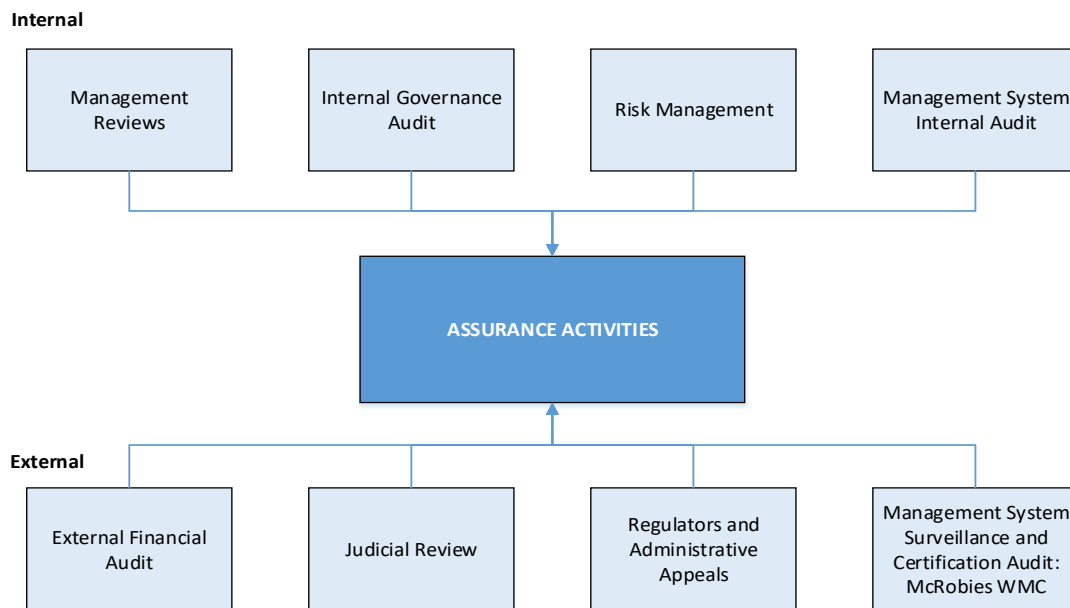 Internal
Management
Reviews
Internal Governance
Audit
Risk Management
Management System
Internal Audit
ASSURANCE ACTIVITIES
External
External Financial
Audit
Judicial Review
Regulators and
Administrative
Appeals
Management System
Surveillance and
Certification Audit:
McRobies WMC